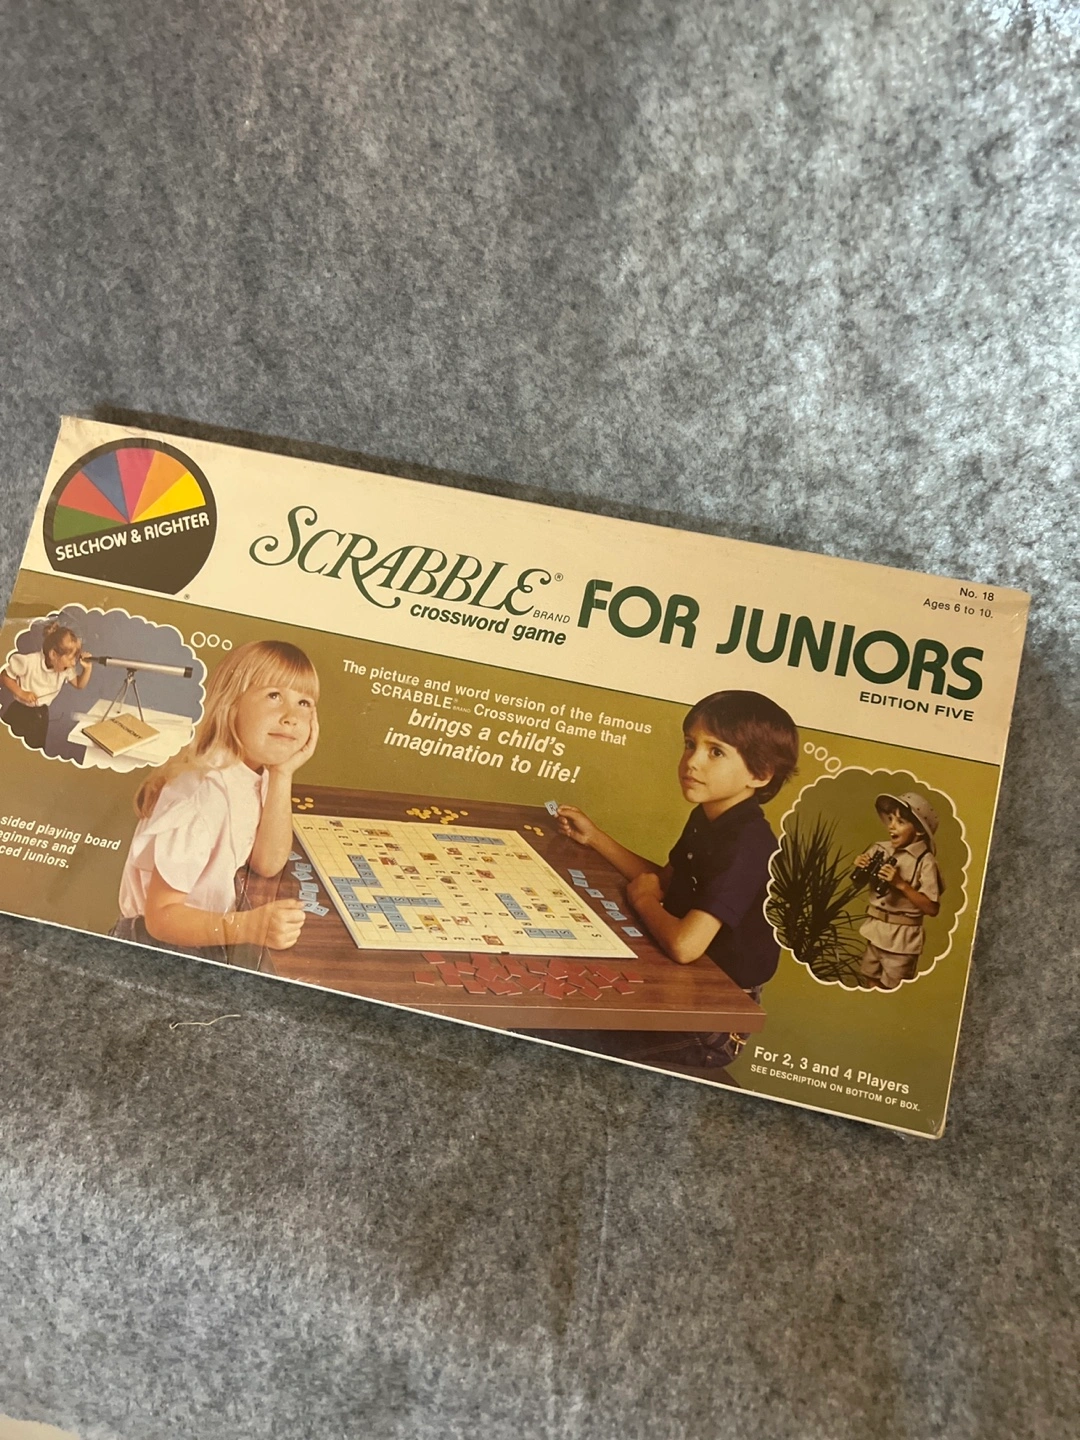 SELCHOW & RIGHTER
®
SCRABBLE® BRAND
crossword game
FOR JUNIORS
EDITION FIVE
No. 18
Ages 6 to 10.
The picture and word version of the famous
SCRABBLE® BRAND Crossword Game that
brings a child's
imagination to life!
sided playing board
eginners and
ced juniors.
For 2, 3 and 4 Players
SEE DESCRIPTION ON BOTTOM OF BOX.